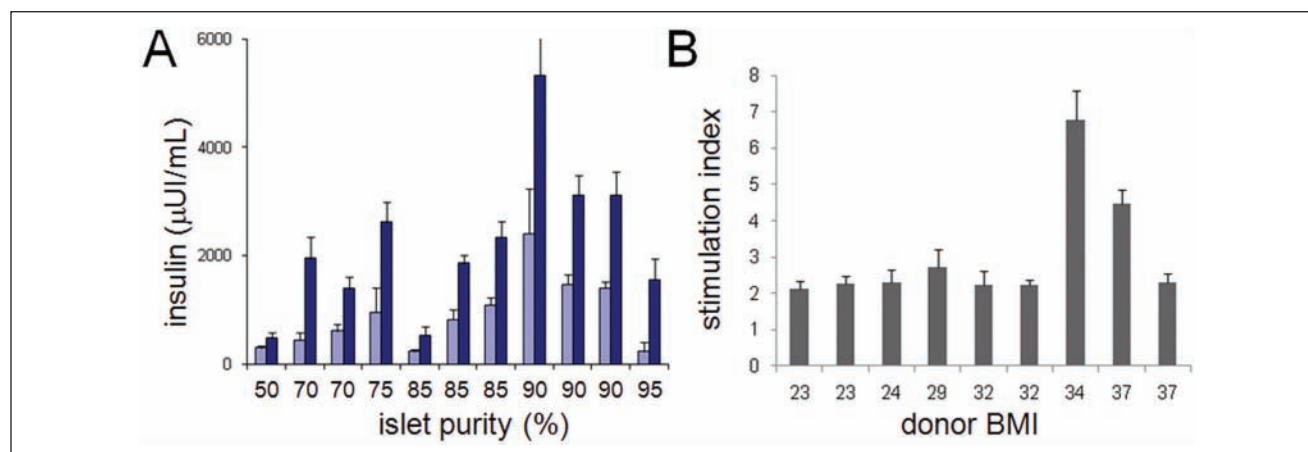 A
insulin (μUI/mL)
6000
4000
2000
0
50 70 70 75 85 85 85 90 90 90 95
islet purity (%)
B
stimulation index
8
7
6
5
4
3
2
1
0
23 23 24 29 32 32 34 37 37
donor BMI